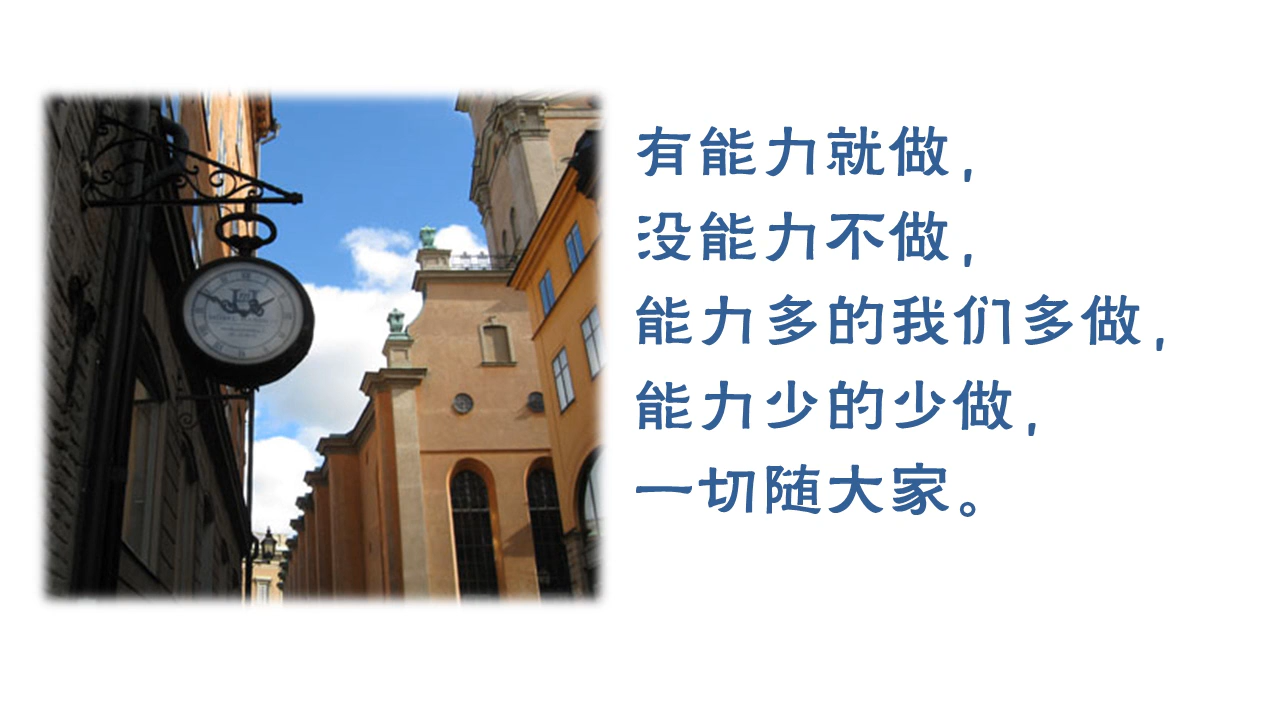 有能力就做，
没能力不做，
能力多的我们多做，
能力少的少做，
一切随大家。